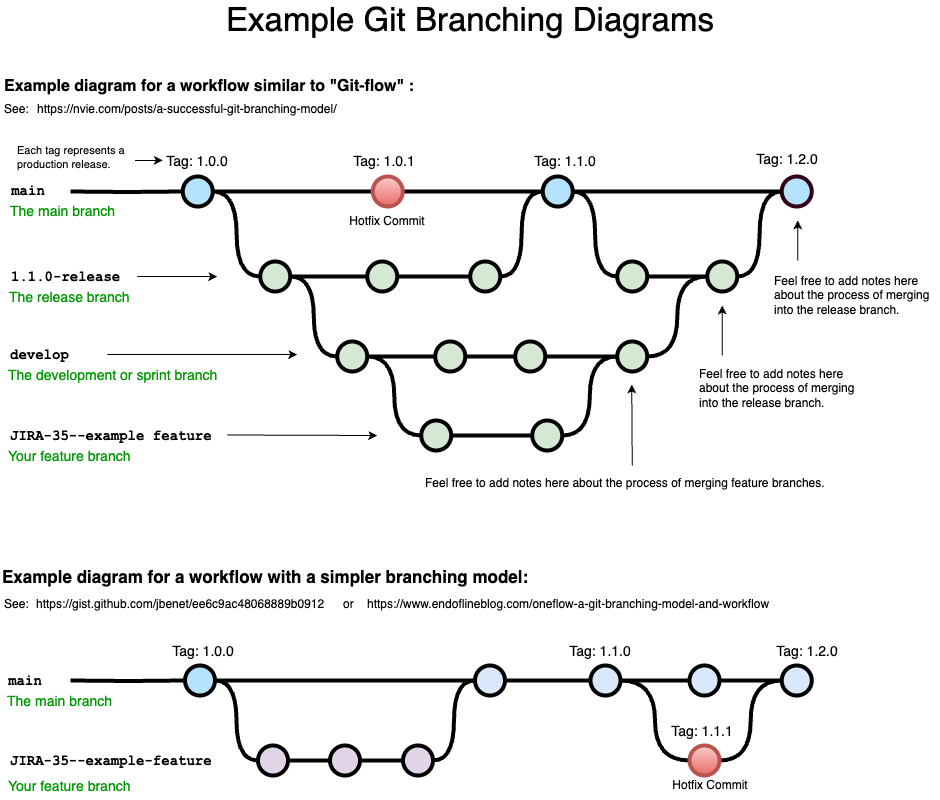 Example Git Branching Diagrams
Example diagram for a workflow similar to "Git-flow" :
See: https://nvie.com/posts/a-successful-git-branching-model/
Each tag represents a
production release.
Tag: 1.0.0
Tag: 1.0.1
Tag: 1.1.0
Tag: 1.2.0
main
The main branch
Hotfix Commit
1.1.0-release
The release branch
Feel free to add notes here
about the process of merging
into the release branch.
develop
The development or sprint branch
Feel free to add notes here
about the process of merging
into the release branch.
JIRA-35--example feature
Your feature branch
Feel free to add notes here about the process of merging feature branches.
Example diagram for a workflow with a simpler branching model:
See: https://gist.github.com/jbenet/ee6c9ac48068889b0912 or https://www.endoflineblog.com/oneflow-a-git-branching-model-and-workflow
Tag: 1.0.0
Tag: 1.1.0
Tag: 1.2.0
main
The main branch
Tag: 1.1.1
JIRA-35--example-feature
Your feature branch
Hotfix Commit